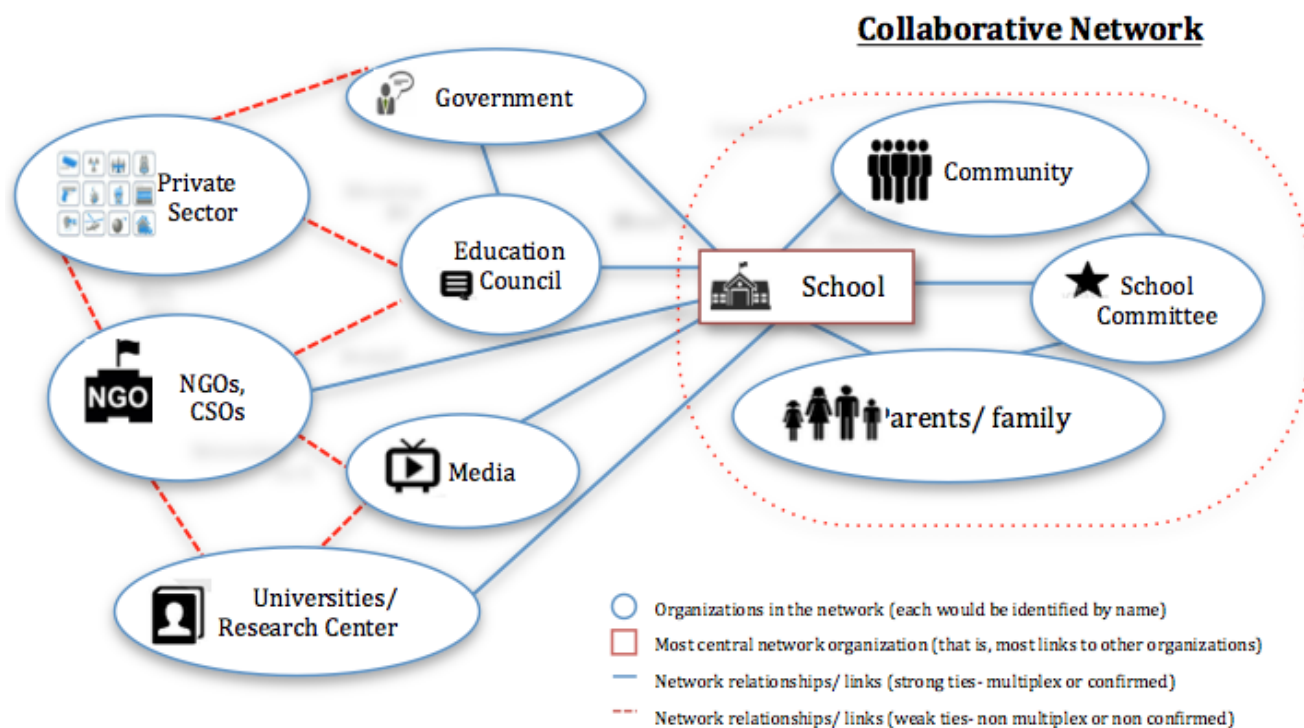 Collaborative Network
Government
Private
Sector
Community
Education
Council
School
School
Committee
NGO
NGOs,
CSOs
Parents/ family
Media
Universities/
Research Center
Organizations in the network (each would be identified by name)
Most central network organization (that is, most links to other organizations)
Network relationships/ links (strong ties- multiplex or confirmed)
Network relationships/ links (weak ties- non multiplex or non confirmed)